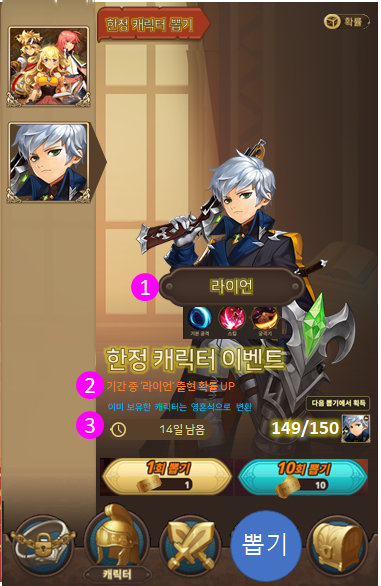 한정 캐릭터 뽑기
확률
1
라이언
기본 공격
스킬
궁극기
한정 캐릭터 이벤트
2
기간 중 '라이언' 출현 확률 UP
이미 보유한 캐릭터는 영혼석으로 변환
다음 뽑기에서 획득
3
14일 남음
149/150
1회 뽑기
1
10회 뽑기
10
캐릭터
뽑기